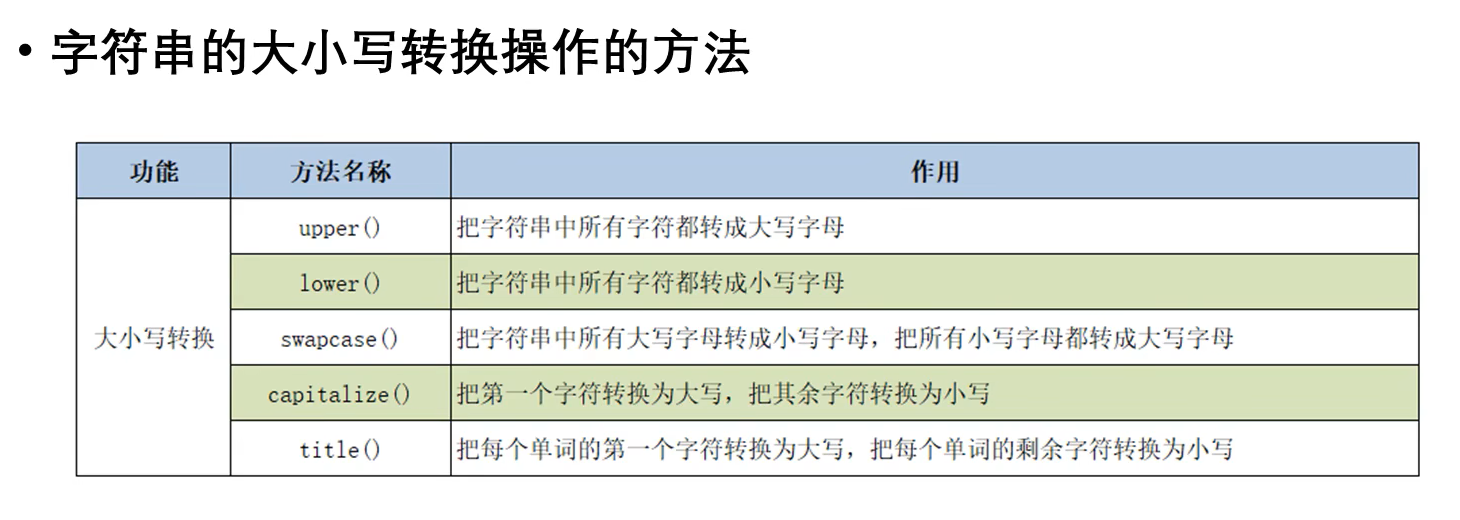 • 字符串的大小写转换操作的方法
功能 方法名称 作用
upper() 把字符串中所有字符都转成大写字母
lower() 把字符串中所有字符都转成小写字母
大小写转换 swapcase() 把字符串中所有大写字母转成小写字母，把所有小写字母都转成大写字母
capitalize() 把第一个字符转换为大写，把其余字符转换为小写
title() 把每个单词的第一个字符转换为大写，把每个单词的剩余字符转换为小写